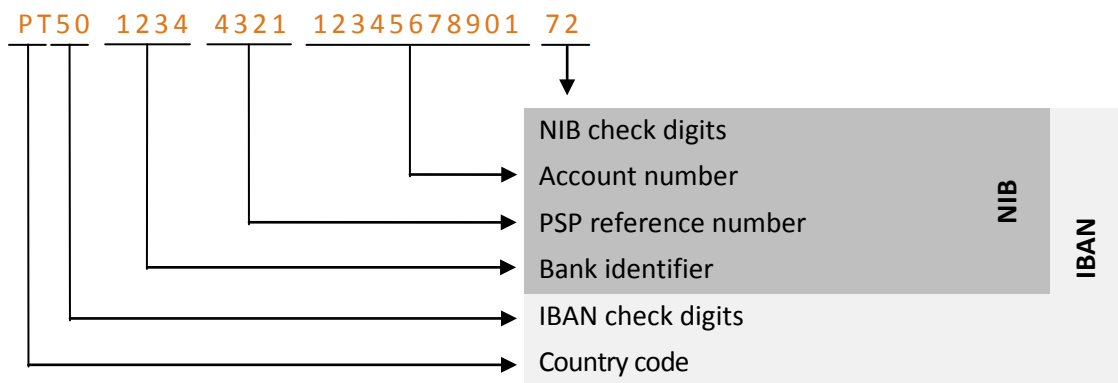 PT50 1234 4321 12345678901 72
NIB check digits
Account number
PSP reference number
Bank identifier
IBAN check digits
Country code
NIB
IBAN